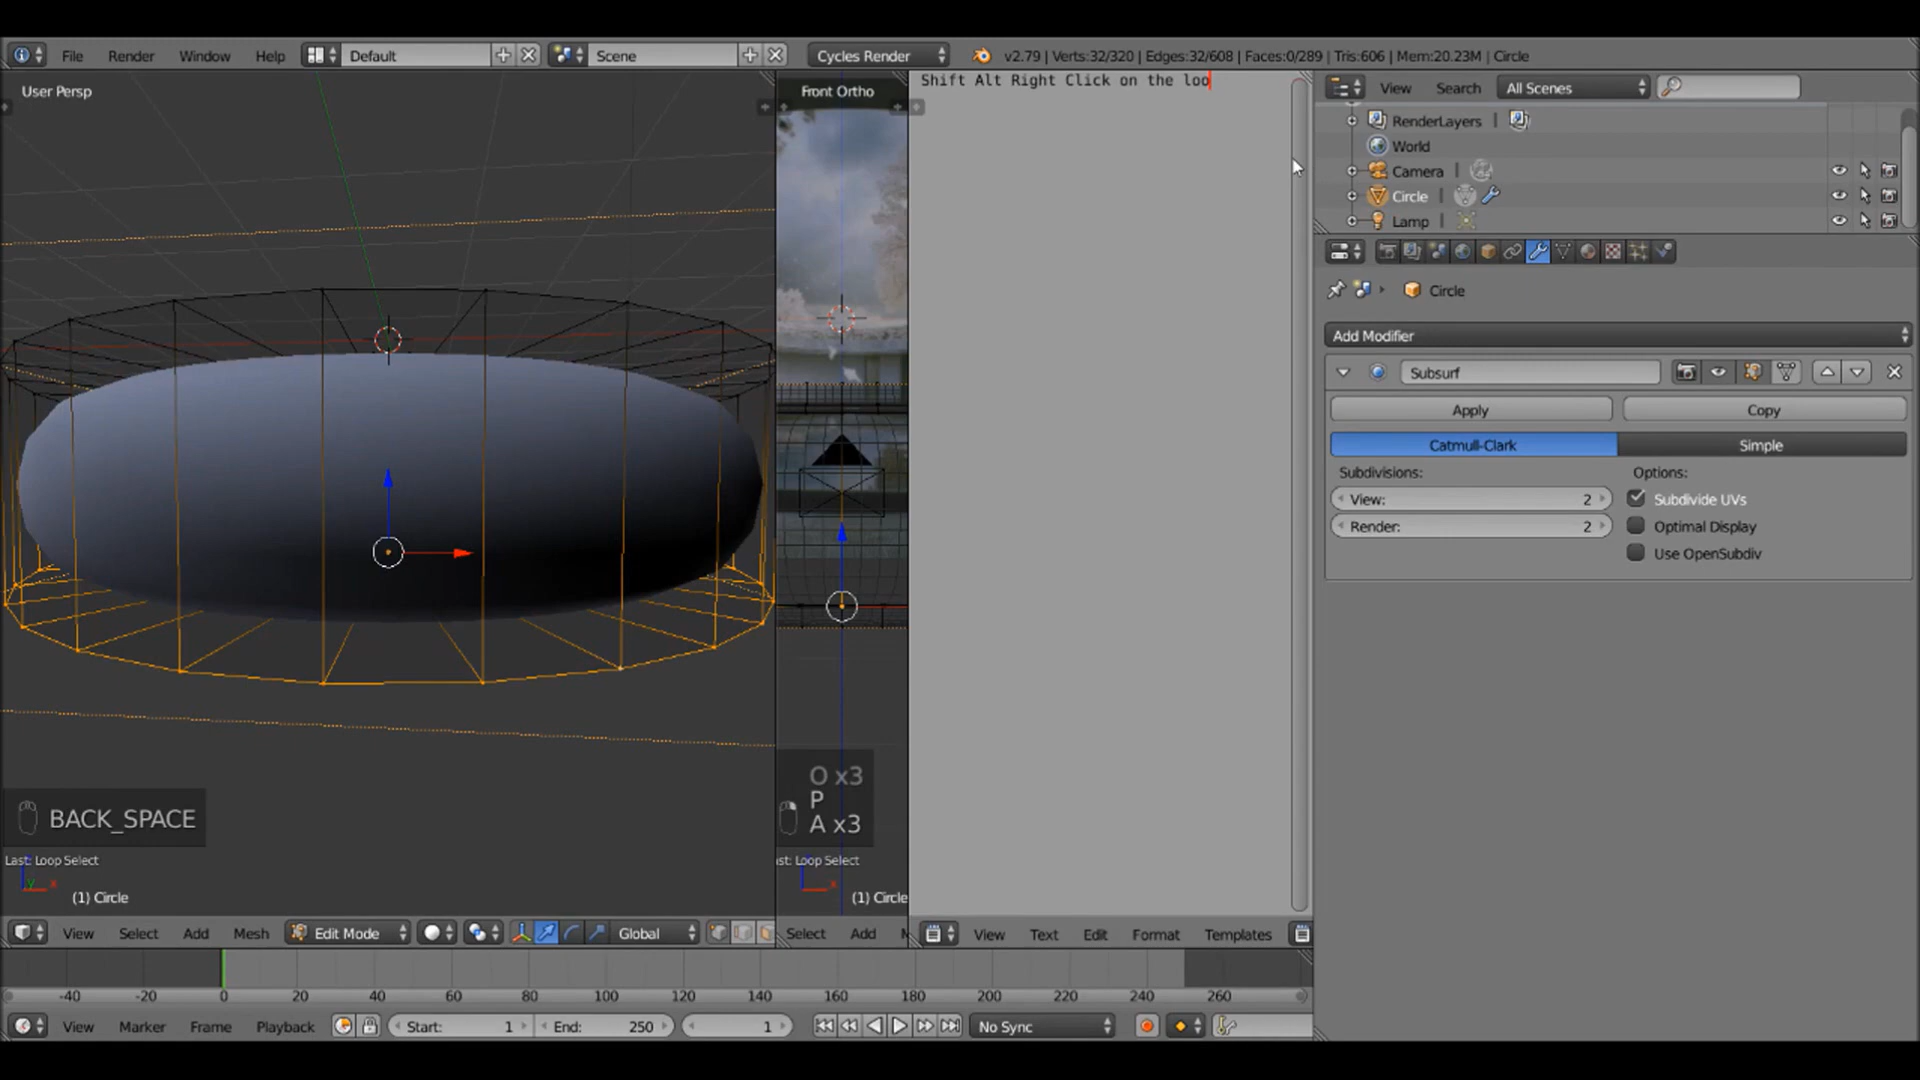 File Render Window Help Default Scene Cycles Render v2.79 | Verts:32/320 | Edges:32/608 | Faces:0/289 | Tris:606 | Mem:20.23M | Circle
User Persp
Front Ortho
Shift Alt Right Click on the loo
View Search All Scenes
RenderLayers
World
Camera
Circle
Lamp
Circle
Add Modifier
Subsurf
Apply Copy
Catmull-Clark Simple
Subdivisions: Options:
View: 2 Subdivide UVs
Render: 2 Optimal Display
Use OpenSubdiv
BACK_SPACE
O x3
P
A x3
Last: Loop Select
st: Loop Select
(1) Circle
(1) Circle
View Select Add Mesh Edit Mode Global
Select Add
View Text Edit Format Templates
-40 -20 0 20 40 60 80 100 120 140 160 180 200 220 240 260
View Marker Frame Playback Start: 1 End: 250 1 No Sync